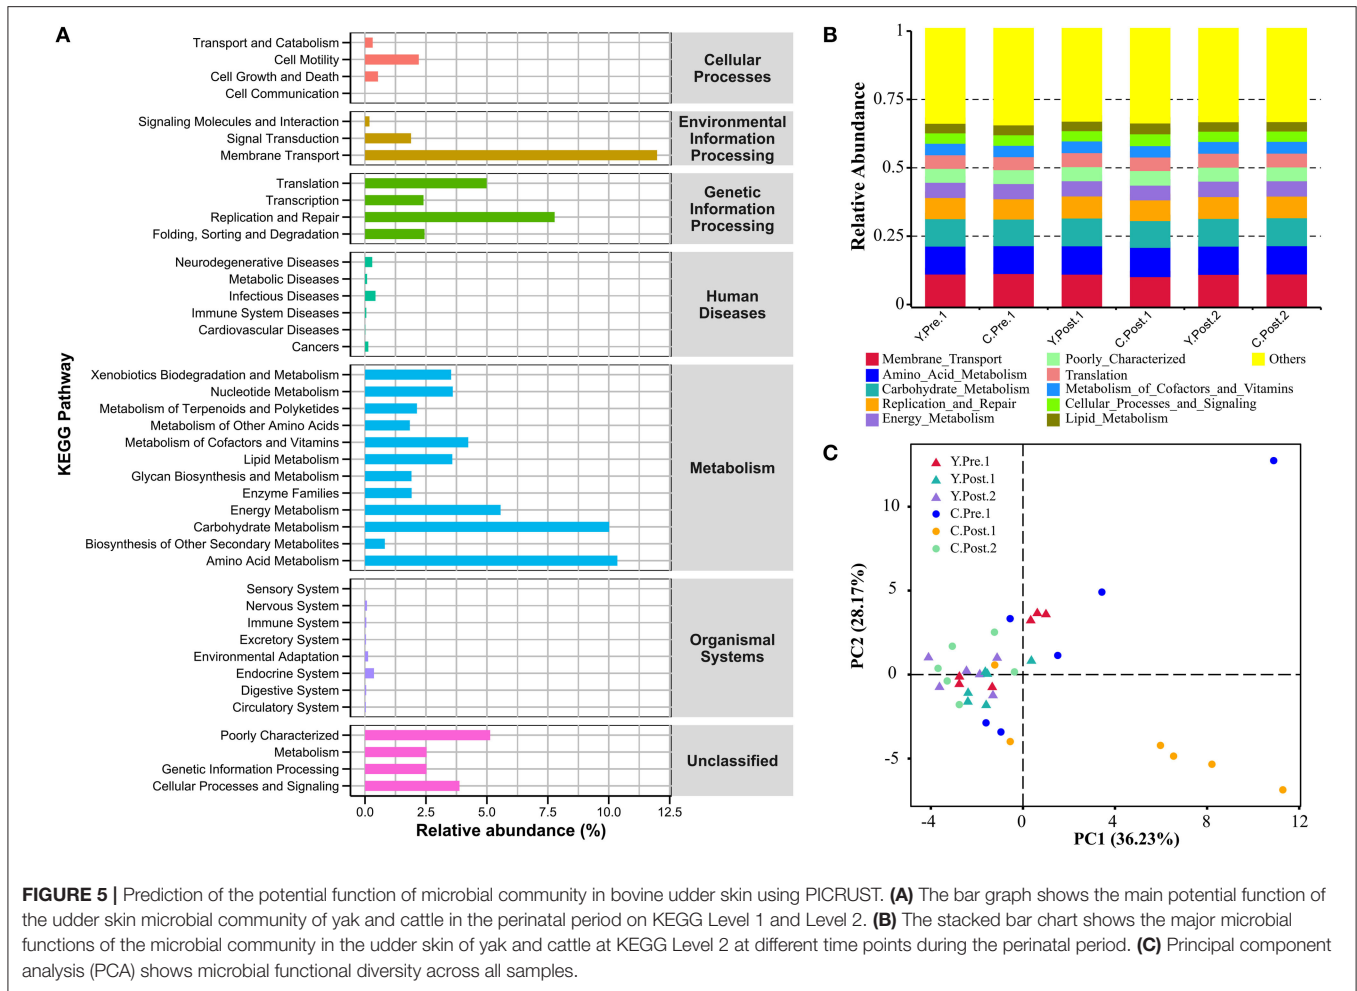 A
Transport and Catabolism
Cell Motility
Cell Growth and Death
Cell Communication
Cellular
Processes
Signaling Molecules and Interaction
Signal Transduction
Membrane Transport
Environmental
Information
Processing
Translation
Transcription
Replication and Repair
Folding, Sorting and Degradation
Genetic
Information
Processing
Neurodegenerative Diseases
Metabolic Diseases
Infectious Diseases
Immune System Diseases
Cardiovascular Diseases
Cancers
Human
Diseases
Xenobiotics Biodegradation and Metabolism
Nucleotide Metabolism
Metabolism of Terpenoids and Polyketides
Metabolism of Other Amino Acids
Metabolism of Cofactors and Vitamins
Lipid Metabolism
Glycan Biosynthesis and Metabolism
Enzyme Families
Energy Metabolism
Carbohydrate Metabolism
Biosynthesis of Other Secondary Metabolites
Amino Acid Metabolism
Metabolism
Sensory System
Nervous System
Immune System
Excretory System
Environmental Adaptation
Endocrine System
Digestive System
Circulatory System
Organismal
Systems
Poorly Characterized
Metabolism
Genetic Information Processing
Cellular Processes and Signaling
Unclassified
KEGG Pathway
0.0 2.5 5.0 7.5 10.0 12.5
Relative abundance (%)
B
Relative Abundance
1
0.75
0.5
0.25
0
Y.Pre.1 C.Pre.1 Y.Post.1 C.Post.1 Y.Post.2 C.Post.2
Membrane_Transport
Amino_Acid_Metabolism
Carbohydrate_Metabolism
Replication_and_Repair
Energy_Metabolism
Poorly_Characterized
Translation
Metabolism_of_Cofactors_and_Vitamins
Cellular_Processes_and_Signaling
Lipid_Metabolism
Others
C
Y.Pre.1
Y.Post.1
Y.Post.2
C.Pre.1
C.Post.1
C.Post.2
PC2 (28.17%)
10
5
0
-5
-4 0 4 8 12
PC1 (36.23%)
FIGURE 5 | Prediction of the potential function of microbial community in bovine udder skin using PICRUST. (A) The bar graph shows the main potential function of
the udder skin microbial community of yak and cattle in the perinatal period on KEGG Level 1 and Level 2. (B) The stacked bar chart shows the major microbial
functions of the microbial community in the udder skin of yak and cattle at KEGG Level 2 at different time points during the perinatal period. (C) Principal component
analysis (PCA) shows microbial functional diversity across all samples.